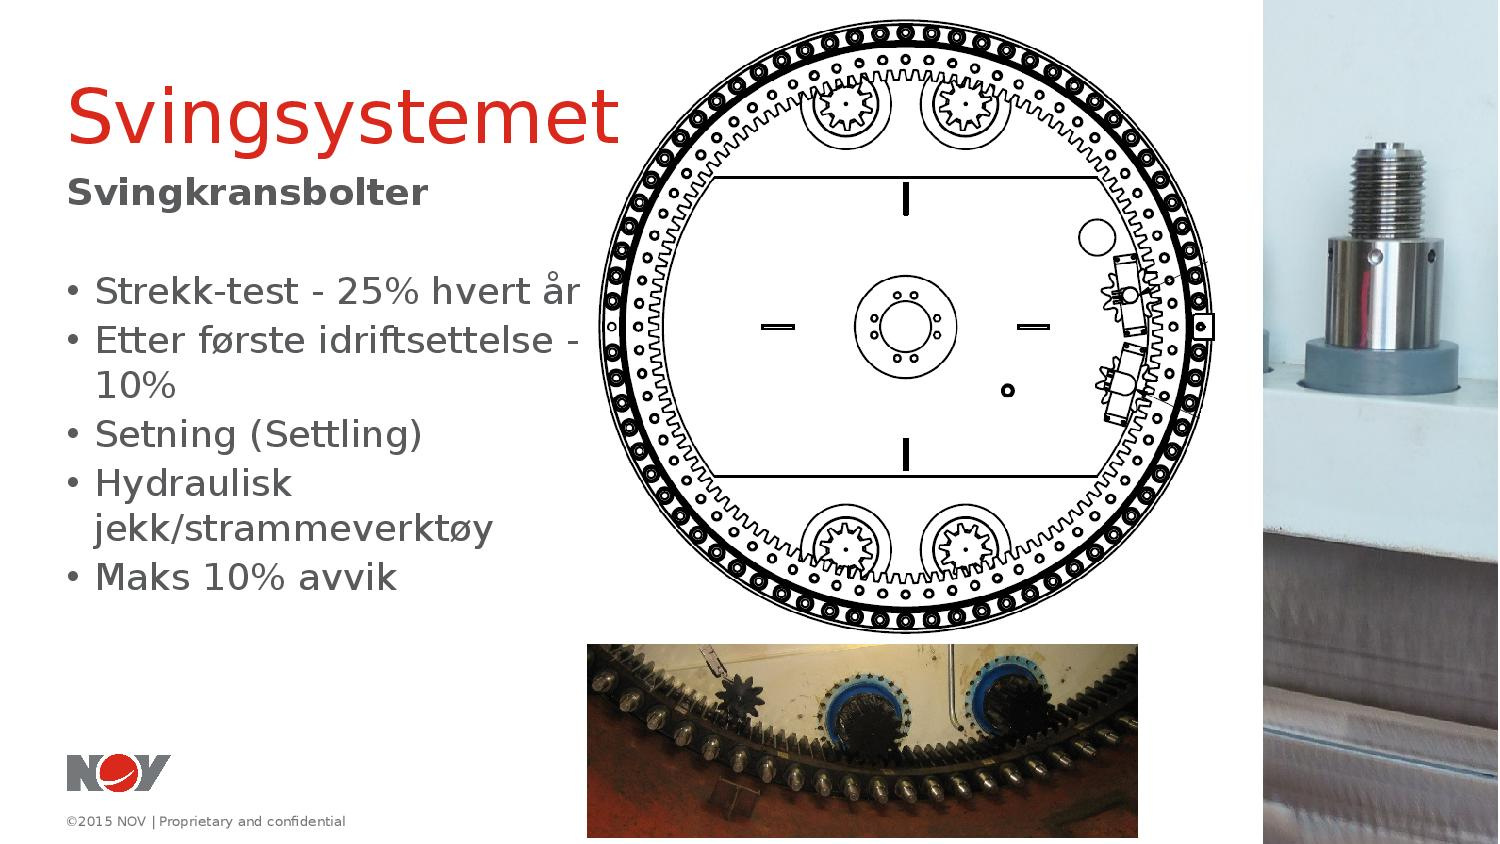 Svingsystemet
Svingkransbolter
• Strekk-test - 25% hvert år
• Etter første idriftsettelse -
10%
• Setning (Settling)
• Hydraulisk
jekk/strammeverktøy
• Maks 10% avvik
NOV
©2015 NOV | Proprietary and confidential